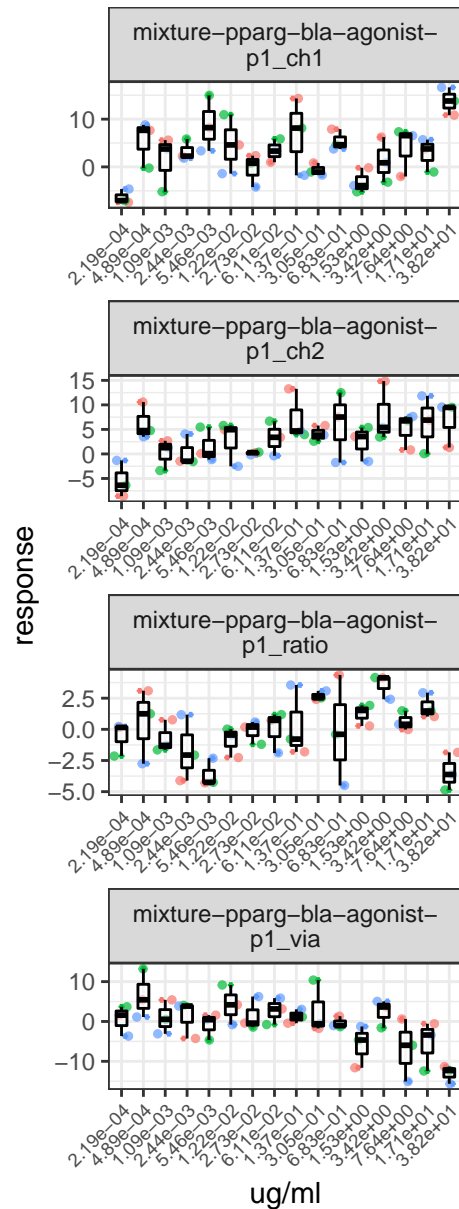 mixture−pparg−bla−agonist−
p1_ch1
10
0
2.19e−04
4.89e−04
1.09e−03
2.44e−03
5.46e−03
1.22e−02
2.73e−02
6.11e−02
1.37e−01
3.05e−01
6.83e−01
1.53e+00
3.42e+00
7.64e+00
1.71e+01
3.82e+01
mixture−pparg−bla−agonist−
p1_ch2
15
10
5
0
−5
2.19e−04
4.89e−04
1.09e−03
2.44e−03
5.46e−03
1.22e−02
2.73e−02
6.11e−02
1.37e−01
3.05e−01
6.83e−01
1.53e+00
3.42e+00
7.64e+00
1.71e+01
3.82e+01
response
mixture−pparg−bla−agonist−
p1_ratio
2.5
0.0
−2.5
−5.0
2.19e−04
4.89e−04
1.09e−03
2.44e−03
5.46e−03
1.22e−02
2.73e−02
6.11e−02
1.37e−01
3.05e−01
6.83e−01
1.53e+00
3.42e+00
7.64e+00
1.71e+01
3.82e+01
mixture−pparg−bla−agonist−
p1_via
10
0
−10
2.19e−04
4.89e−04
1.09e−03
2.44e−03
5.46e−03
1.22e−02
2.73e−02
6.11e−02
1.37e−01
3.05e−01
6.83e−01
1.53e+00
3.42e+00
7.64e+00
1.71e+01
3.82e+01
ug/ml